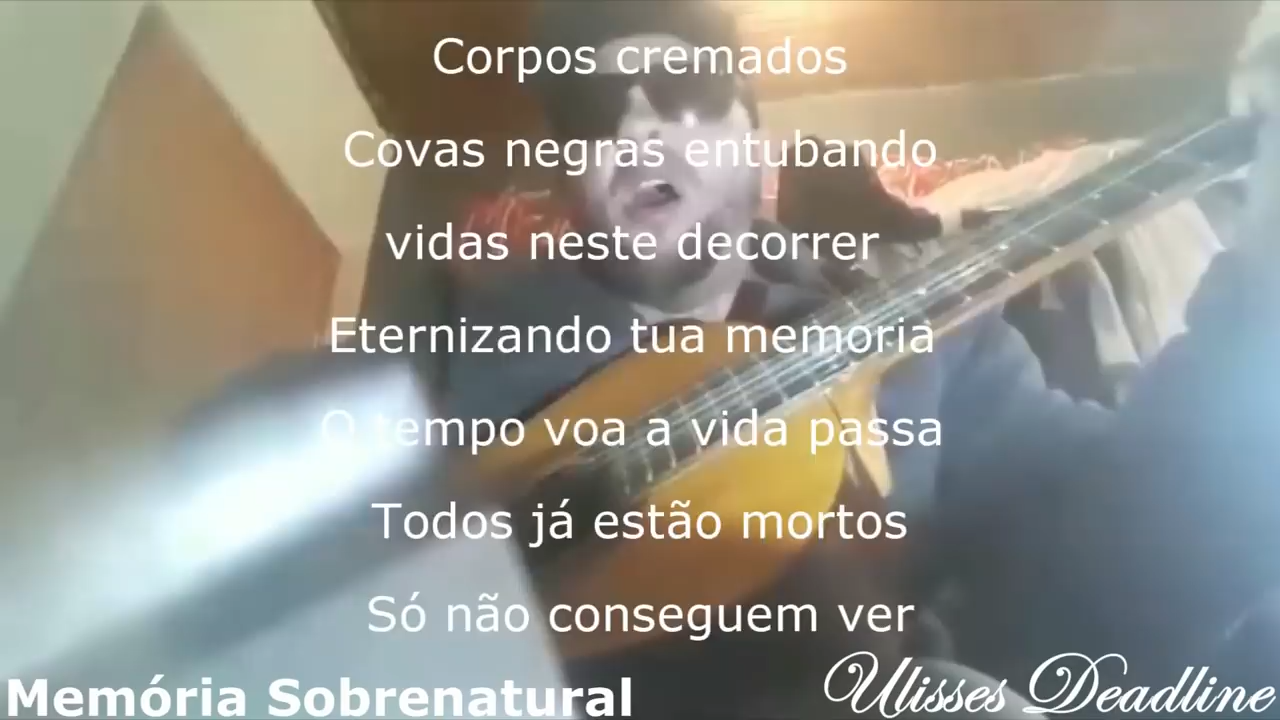 Corpos cremados
Covas negras entubando
vidas neste decorrer
Eternizando tua memoria
O tempo voa a vida passa
Todos já estão mortos
Só não conseguem ver
Memória Sobrenatural
Ulisses Deadline